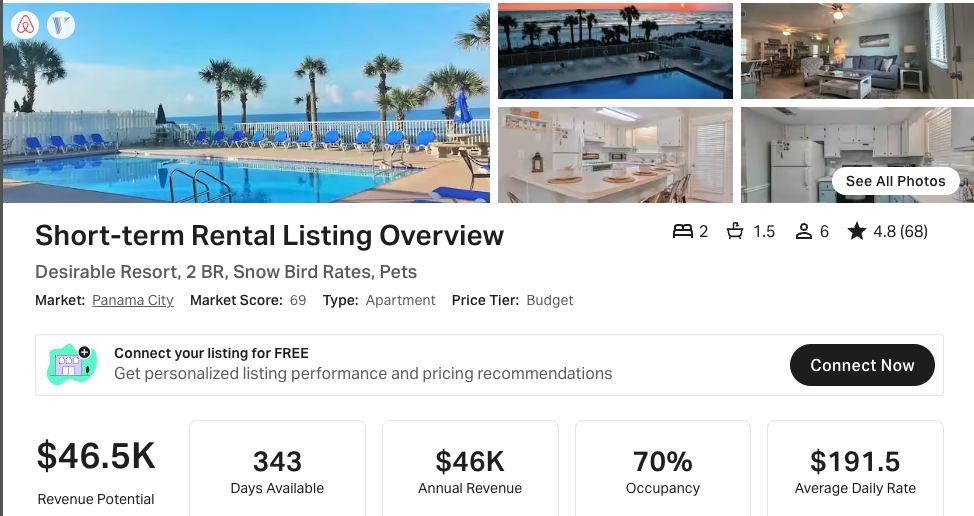 See All Photos
Short-term Rental Listing Overview
2 1.5 6 4.8 (68)
Desirable Resort, 2 BR, Snow Bird Rates, Pets
Market: Panama City Market Score: 69 Type: Apartment Price Tier: Budget
Connect your listing for FREE
Get personalized listing performance and pricing recommendations
Connect Now
$46.5K
Revenue Potential
343
Days Available
$46K
Annual Revenue
70%
Occupancy
$191.5
Average Daily Rate